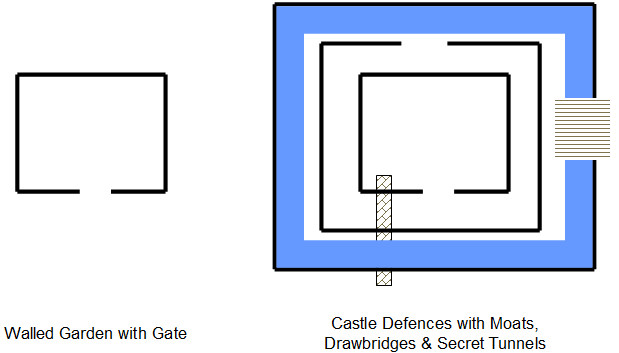 Walled Garden with Gate
Castle Defences with Moats,
Drawbridges & Secret Tunnels